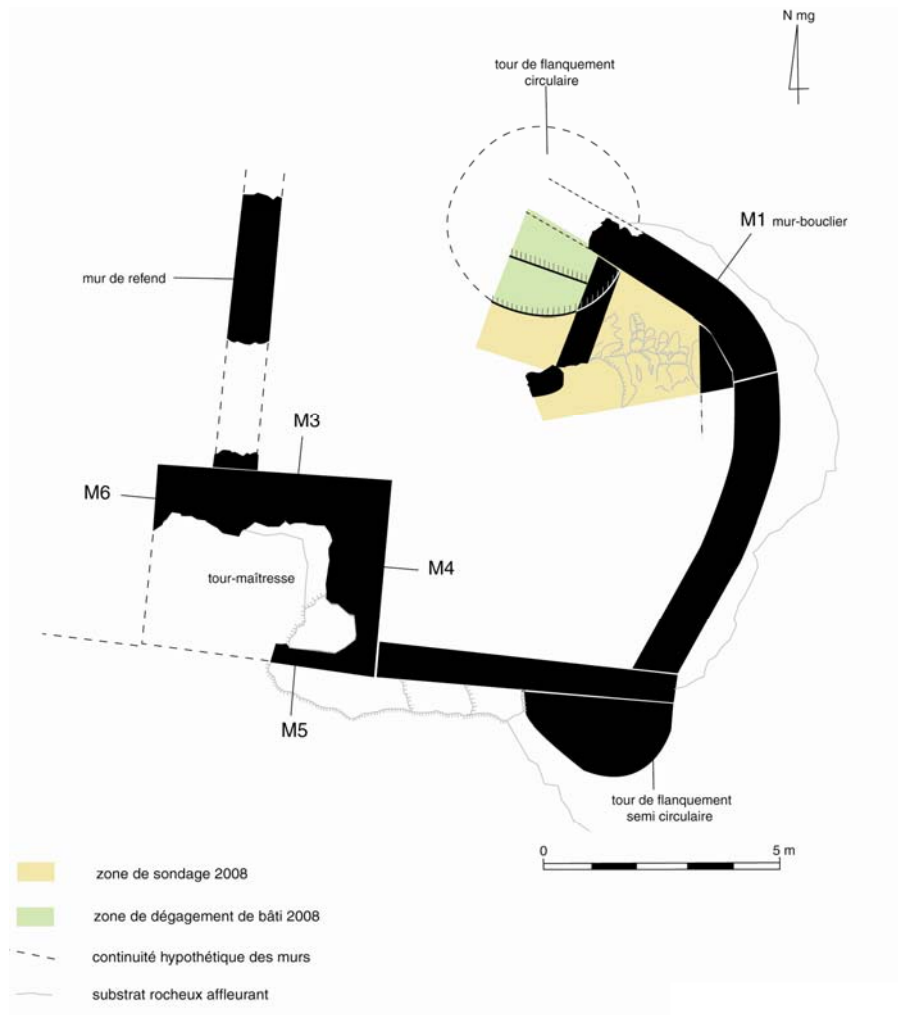 N mg
tour de flanquement
circulaire
M1 mur-bouclier
mur de refend
M3
M6
M4
tour-maîtresse
M5
tour de flanquement
semi circulaire
0 5 m
zone de sondage 2008
zone de dégagement de bâti 2008
continuité hypothétique des murs
substrat rocheux affleurant